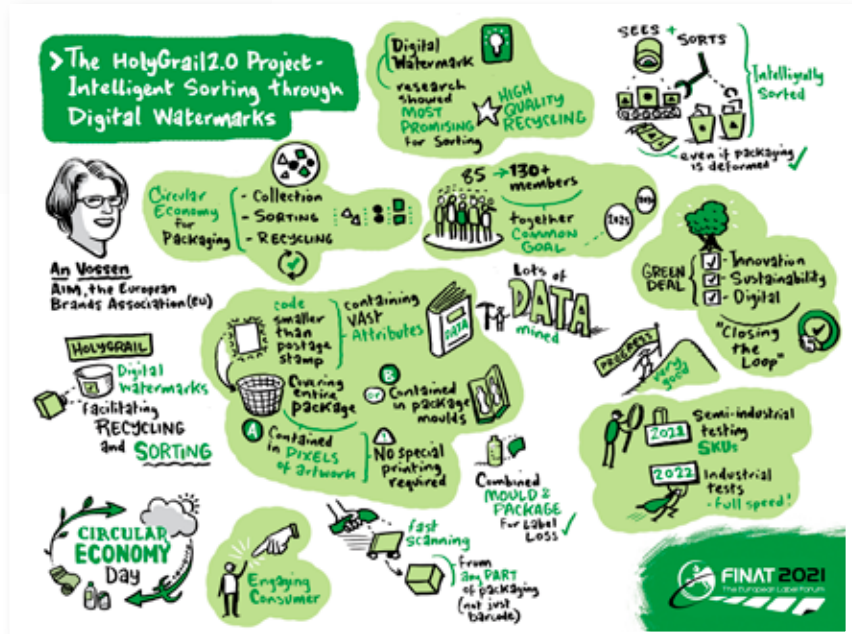 > The HolyGrail2.0 Project -
Intelligent Sorting through
Digital Watermarks
Digital
Watermark
research
showed
MOST
PROMISING
for Sorting
HIGH
QUALITY
RECYCLING
SEES +
SORTS
Intelligently
Sorted
even if packaging
is deformed
An Vossen
AIM, the European
Brands Association (EU)
Circular
Economy
for
Packaging
- Collection
- SORTING
- RECYCLING
85 → 130+
members
together
COMMON
GOAL
2025
GREEN
DEAL
- Innovation
- Sustainability
- Digital
"Closing
the
Loop"
HOLYGRAIL
Digital
Watermarks
facilitating
RECYCLING
and SORTING
code
smaller
than
postage
stamp
containing
VAST
Attributes
DATA
Covering
entire
package
A
Contained
in PIXELS
of artwork
!
No special
printing
required
B
or
Contained
in package
moulds
Lots of
DATA
mined
PROGRESS
very
good
2021
Semi-industrial
testing
SKUs
2022
Industrial
tests
- full speed!
Combined
MOULD &
PACKAGE
for Label
LOSS
CIRCULAR
ECONOMY
Day
Engaging
Consumer
fast
scanning
from
any PART
of packaging
(not just
barcode)
FINAT 2021
The European Label Forum